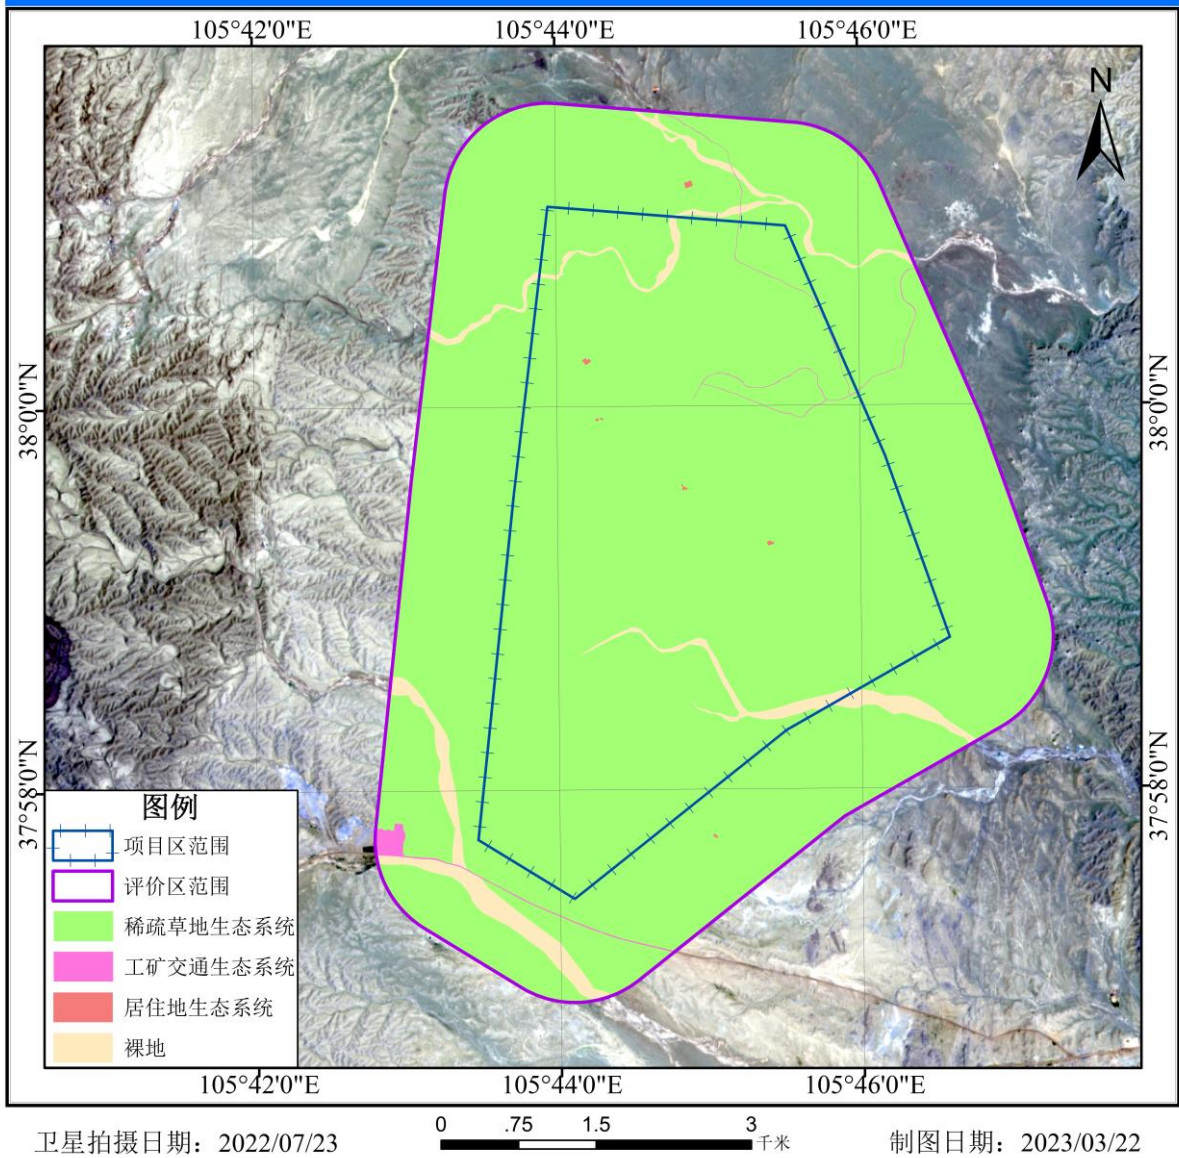 105°42'0"E 105°44'0"E 105°46'0"E
N
38°0'0"N
38°0'0"N
37°58'0"N
37°58'0"N
图例
项目区范围
评价区范围
稀疏草地生态系统
工矿交通生态系统
居住地生态系统
裸地
105°42'0"E 105°44'0"E 105°46'0"E
0 .75 1.5 3
千米
卫星拍摄日期：2022/07/23
制图日期：2023/03/22